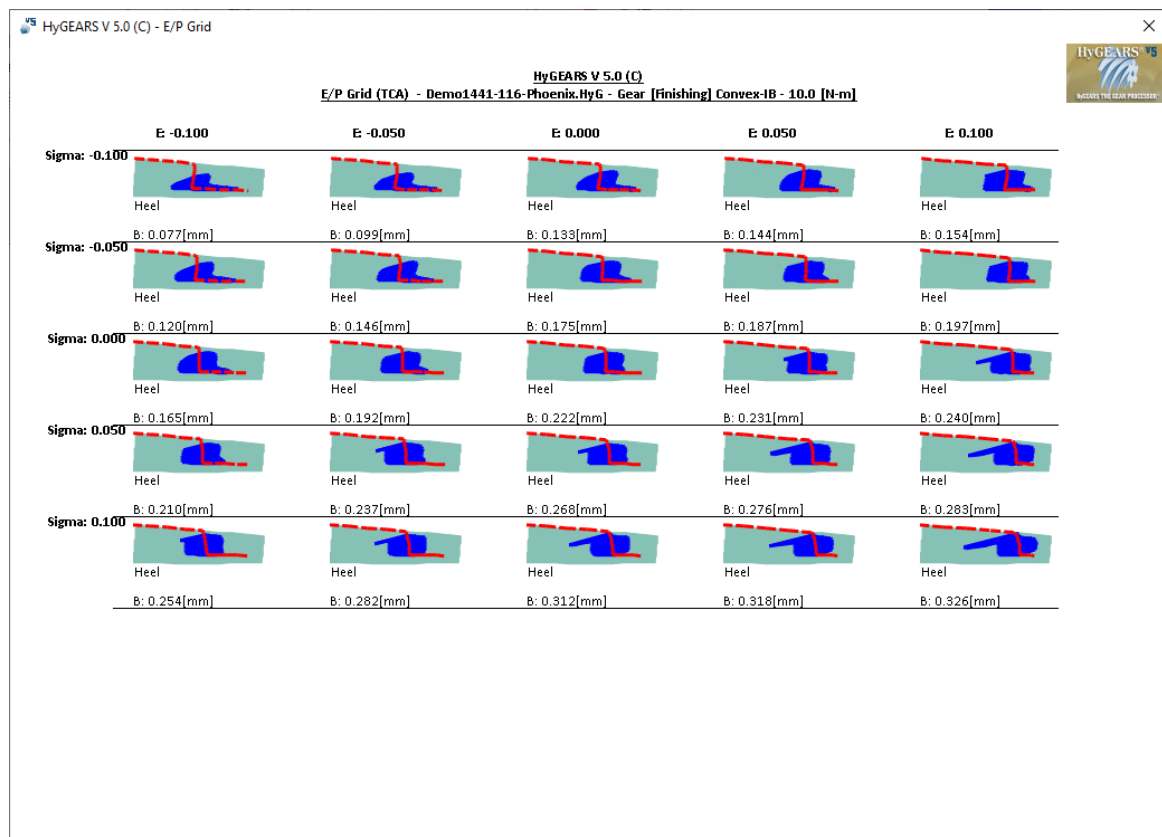 HyGEARS V 5.0 (C) - E/P Grid
HyGEARS V5
HyGEARS THE GEAR PROCESSOR
HyGEARS V 5.0 (C)
E/P Grid (TCA) - Demo1441-116-Phoenix.HyG - Gear [Finishing] Convex-IB - 10.0 [N-m]
E: -0.100 E: -0.050 E: 0.000 E: 0.050 E: 0.100
Sigma: -0.100
Heel Heel Heel Heel Heel
B: 0.077[mm] B: 0.099[mm] B: 0.133[mm] B: 0.144[mm] B: 0.154[mm]
Sigma: -0.050
Heel Heel Heel Heel Heel
B: 0.120[mm] B: 0.146[mm] B: 0.175[mm] B: 0.187[mm] B: 0.197[mm]
Sigma: 0.000
Heel Heel Heel Heel Heel
B: 0.165[mm] B: 0.192[mm] B: 0.222[mm] B: 0.231[mm] B: 0.240[mm]
Sigma: 0.050
Heel Heel Heel Heel Heel
B: 0.210[mm] B: 0.237[mm] B: 0.268[mm] B: 0.276[mm] B: 0.283[mm]
Sigma: 0.100
Heel Heel Heel Heel Heel
B: 0.254[mm] B: 0.282[mm] B: 0.312[mm] B: 0.318[mm] B: 0.326[mm]